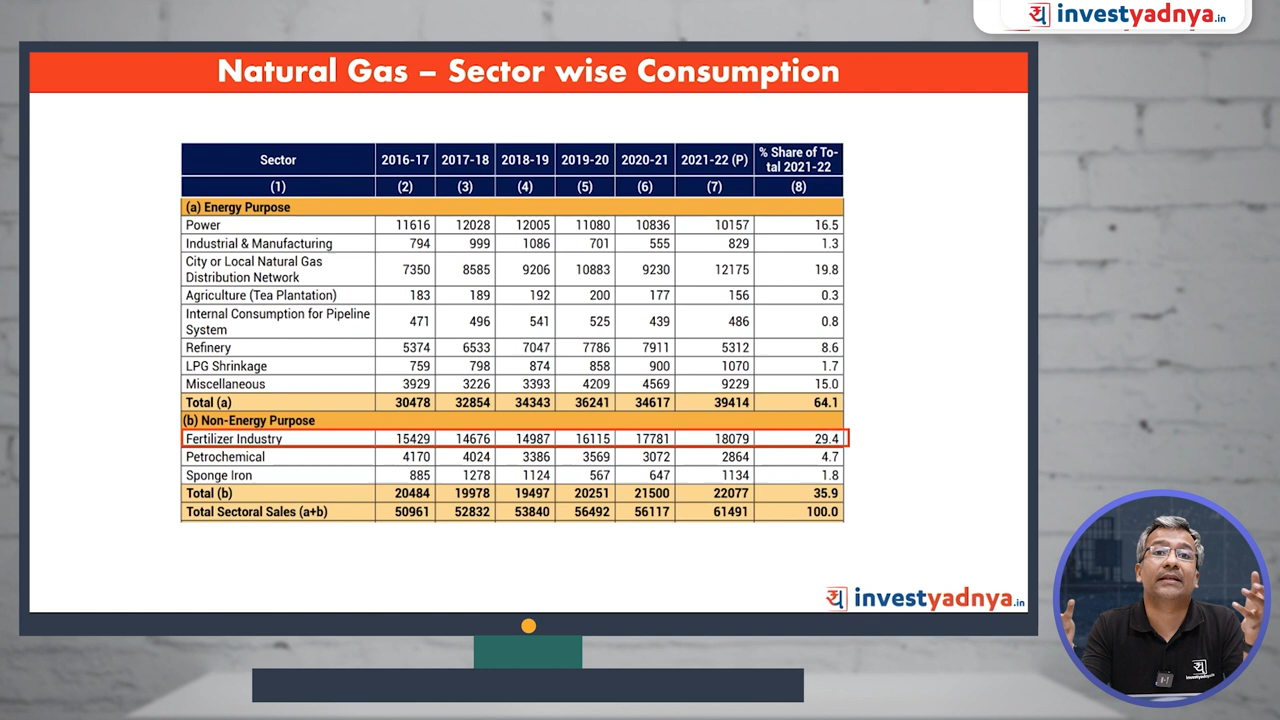 investyadnya.in
Natural Gas – Sector wise Consumption
Sector 2016-17 2017-18 2018-19 2019-20 2020-21 2021-22 (P) % Share of To-
tal 2021-22
(1) (2) (3) (4) (5) (6) (7) (8)
(a) Energy Purpose
Power 11616 12028 12005 11080 10836 10157 16.5
Industrial & Manufacturing 794 999 1086 701 555 829 1.3
City or Local Natural Gas
Distribution Network 7350 8585 9206 10883 9230 12175 19.8
Agriculture (Tea Plantation) 183 189 192 200 177 156 0.3
Internal Consumption for Pipeline
System 471 496 541 525 439 486 0.8
Refinery 5374 6533 7047 7786 7911 5312 8.6
LPG Shrinkage 759 798 874 858 900 1070 1.7
Miscellaneous 3929 3226 3393 4209 4569 9229 15.0
Total (a) 30478 32854 34343 36241 34617 39414 64.1
(b) Non-Energy Purpose
Fertilizer Industry 15429 14676 14987 16115 17781 18079 29.4
Petrochemical 4170 4024 3386 3569 3072 2864 4.7
Sponge Iron 885 1278 1124 567 647 1134 1.8
Total (b) 20484 19978 19497 20251 21500 22077 35.9
Total Sectoral Sales (a+b) 50961 52832 53840 56492 56117 61491 100.0
investyadnya.in
investyadnya.in